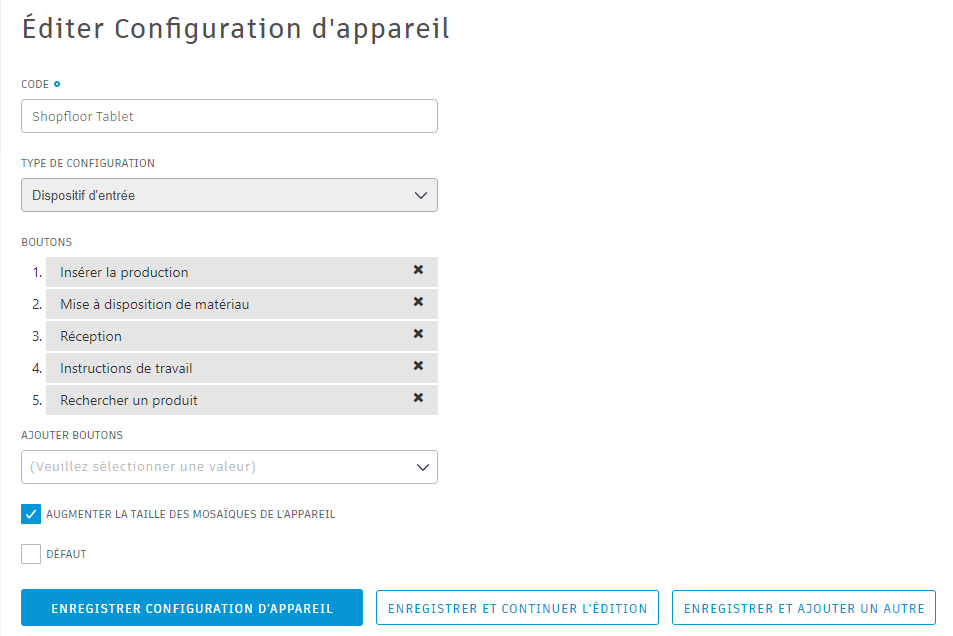 Éditer Configuration d'appareil
CODE
Shopfloor Tablet
TYPE DE CONFIGURATION
Dispositif d'entrée
BOUTONS
1. Insérer la production
2. Mise à disposition de matériau
3. Réception
4. Instructions de travail
5. Rechercher un produit
AJOUTER BOUTONS
(Veuillez sélectionner une valeur)
AUGMENTER LA TAILLE DES MOSAÏQUES DE L'APPAREIL
DÉFAUT
ENREGISTRER CONFIGURATION D'APPAREIL ENREGISTRER ET CONTINUER L'ÉDITION ENREGISTRER ET AJOUTER UN AUTRE